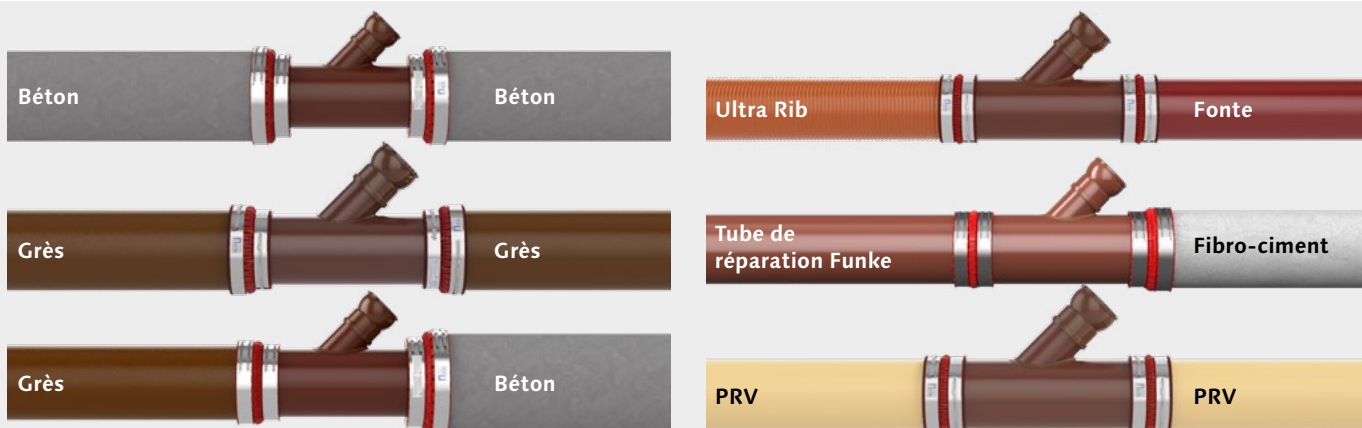 Béton
Béton
Grès
Grès
Grès
Béton
Ultra Rib
Fonte
Tube de
réparation Funke
Fibro-ciment
PRV
PRV